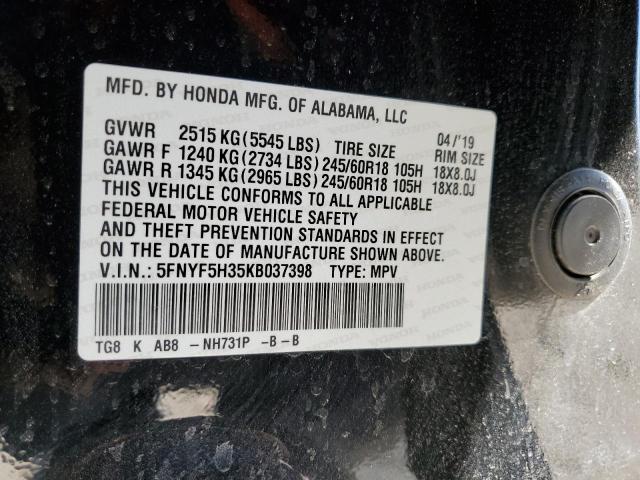 MFD. BY HONDA MFG. OF ALABAMA, LLC
04/'19
GVWR 2515 KG(5545 LBS) TIRE SIZE RIM SIZE
GAWR F 1240 KG(2734 LBS)245/60R18 105H 18X8.0J
GAWR R 1345 KG(2965 LBS)245/60R18 105H 18X8.0J
THIS VEHICLE CONFORMS TO ALL APPLICABLE
FEDERAL MOTOR VEHICLE SAFETY
AND THEFT PREVENTION STANDARDS IN EFFECT
ON THE DATE OF MANUFACTURE SHOWN ABOVE.
V.I.N.: 5FNYF5H35KB037398 TYPE: MPV
TG8 K AB8 -NH731P -B-B